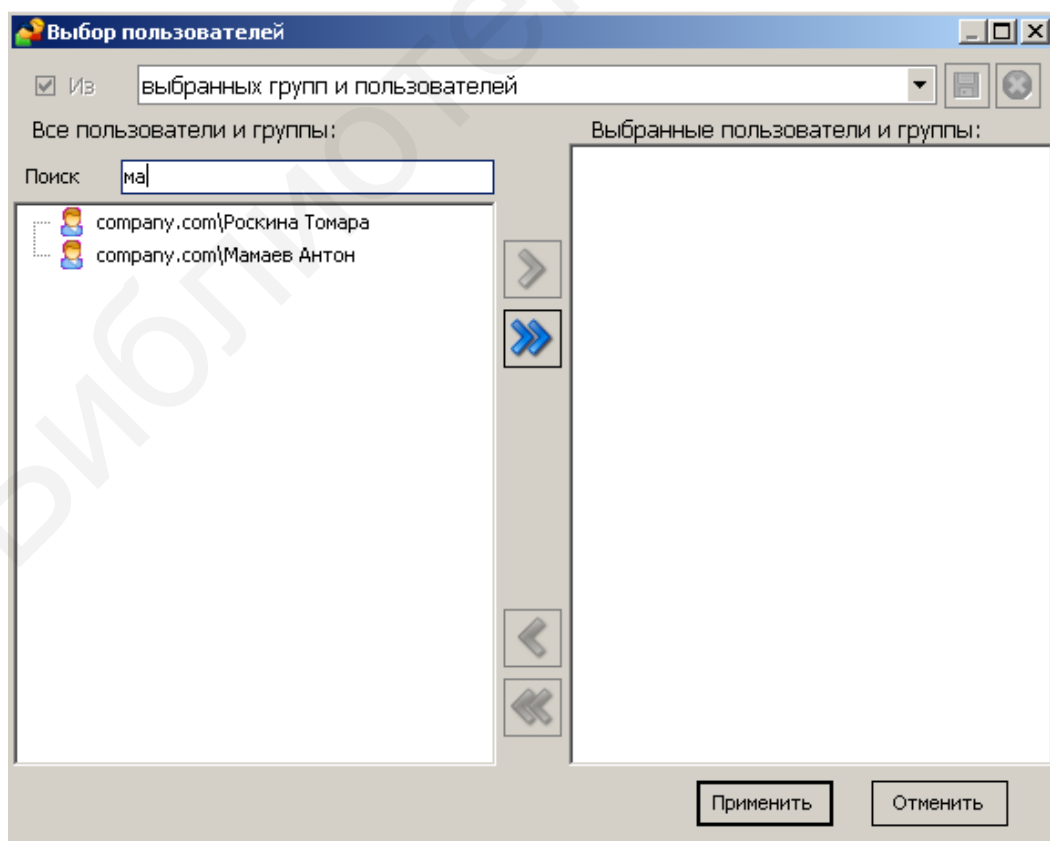 Выбор пользователей
Из выбранных групп и пользователей
Все пользователи и группы: Выбранные пользователи и группы:
Поиск ма
company.com\Роскина Томара
company.com\Мамаев Антон
Применить Отменить